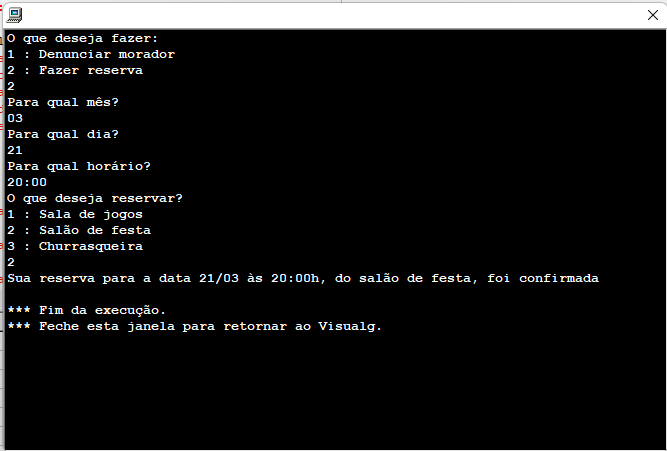 O que deseja fazer:
1 : Denunciar morador
2 : Fazer reserva
2
Para qual mês?
03
Para qual dia?
21
Para qual horário?
20:00
O que deseja reservar?
1 : Sala de jogos
2 : Salão de festa
3 : Churrasqueira
2
Sua reserva para a data 21/03 às 20:00h, do salão de festa, foi confirmada
*** Fim da execução.
*** Feche esta janela para retornar ao Visualg.